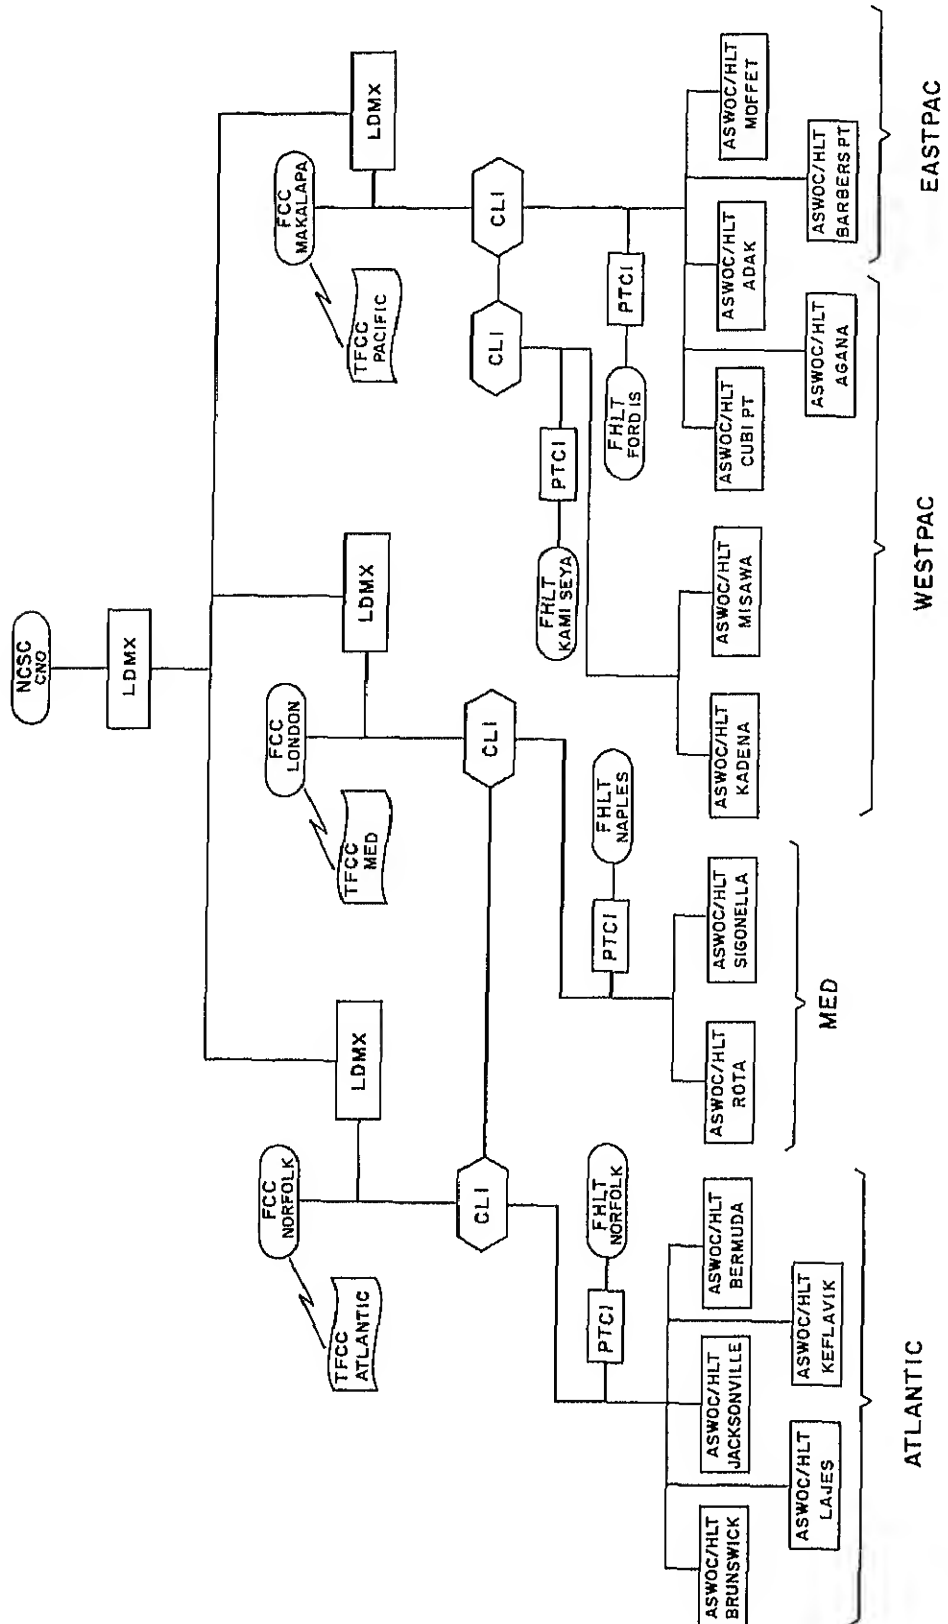 NCSC
CNO
LDMX
FCC
NORFOLK
TFCC
ATLANTIC
LDMX
FCC
LONDON
TFCC
MED
LDMX
FCC
MAKALAPA
TFCC
PACIFIC
LDMX
CLI
CLI
CLI
CLI
PTCI
FHLT
NORFOLK
PTCI
FHLT
NAPLES
FHLT
KAMI SEYA
PTCI
FHLT
FORD IS
PTCI
ASWOC/HLT
BRUNSWICK
ASWOC/HLT
LAJES
ASWOC/HLT
JACKSONVILLE
ASWOC/HLT
KEFLAVIK
ASWOC/HLT
BERMUDA
ASWOC/HLT
ROTA
ASWOC/HLT
SIGONELLA
ASWOC/HLT
KADENA
ASWOC/HLT
MISAWA
ASWOC/HLT
CUBI PT
ASWOC/HLT
AGANA
ASWOC/HLT
ADAK
ASWOC/HLT
BARBERS PT
ASWOC/HLT
MOFFET
ATLANTIC
MED
WESTPAC
EASTPAC